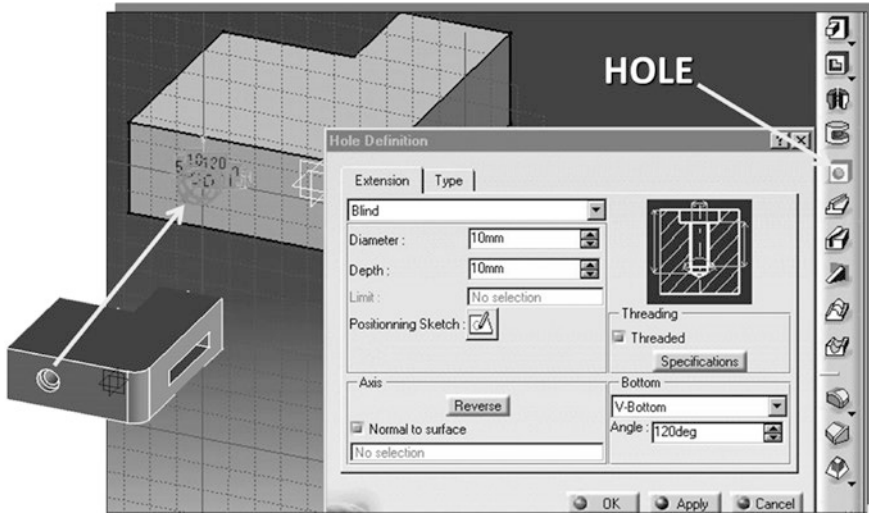 HOLE
Hole Definition
Extension
Type
Blind
Diameter :
10mm
Depth :
10mm
Limit :
No selection
Positionning Sketch :
Threading
Threaded
Specifications
Axis
Reverse
Normal to surface
No selection
Bottom
V-Bottom
Angle :
120deg
OK
Apply
Cancel